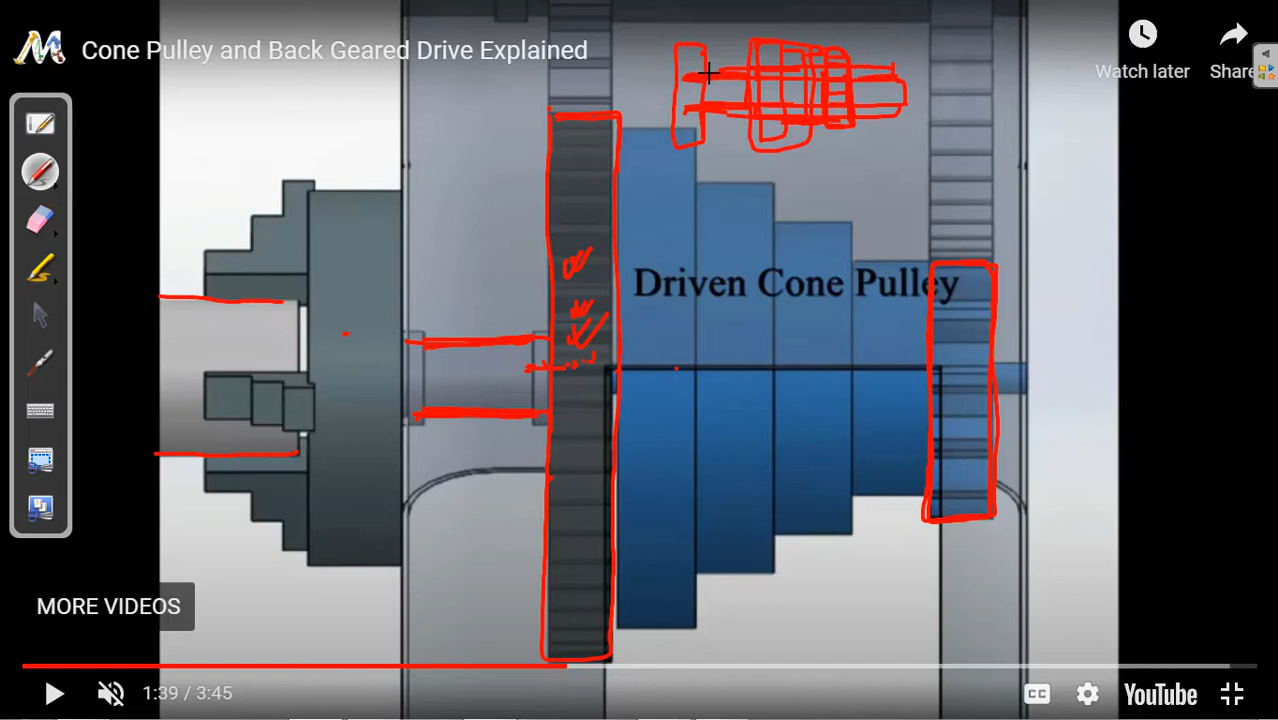 Cone Pulley and Back Geared Drive Explained
Watch later
Share
Driven Cone Pulley
MORE VIDEOS
1:39 / 3:45
CC
YouTube